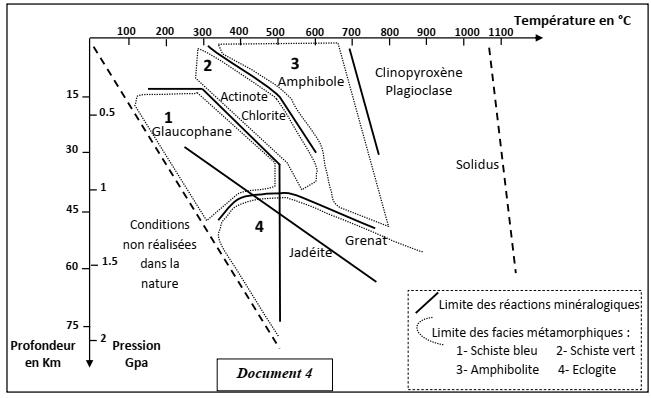 Température en °C
100 200 300 400 500 600 700 800 900 1000 1100
2
3
Amphibole
Clinopyroxène
Plagioclase
15
0.5
Actinote
Chlorite
1
Glaucophane
30
Solidus
1
45
Conditions
non réalisées
dans la
nature
4
Grenat
Jadéite
60
1.5
Limite des réactions minéralogiques
Limite des facies métamorphiques :
1- Schiste bleu 2- Schiste vert
3- Amphibolite 4- Eclogite
75
2
Profondeur
en Km
Pression
Gpa
Document 4